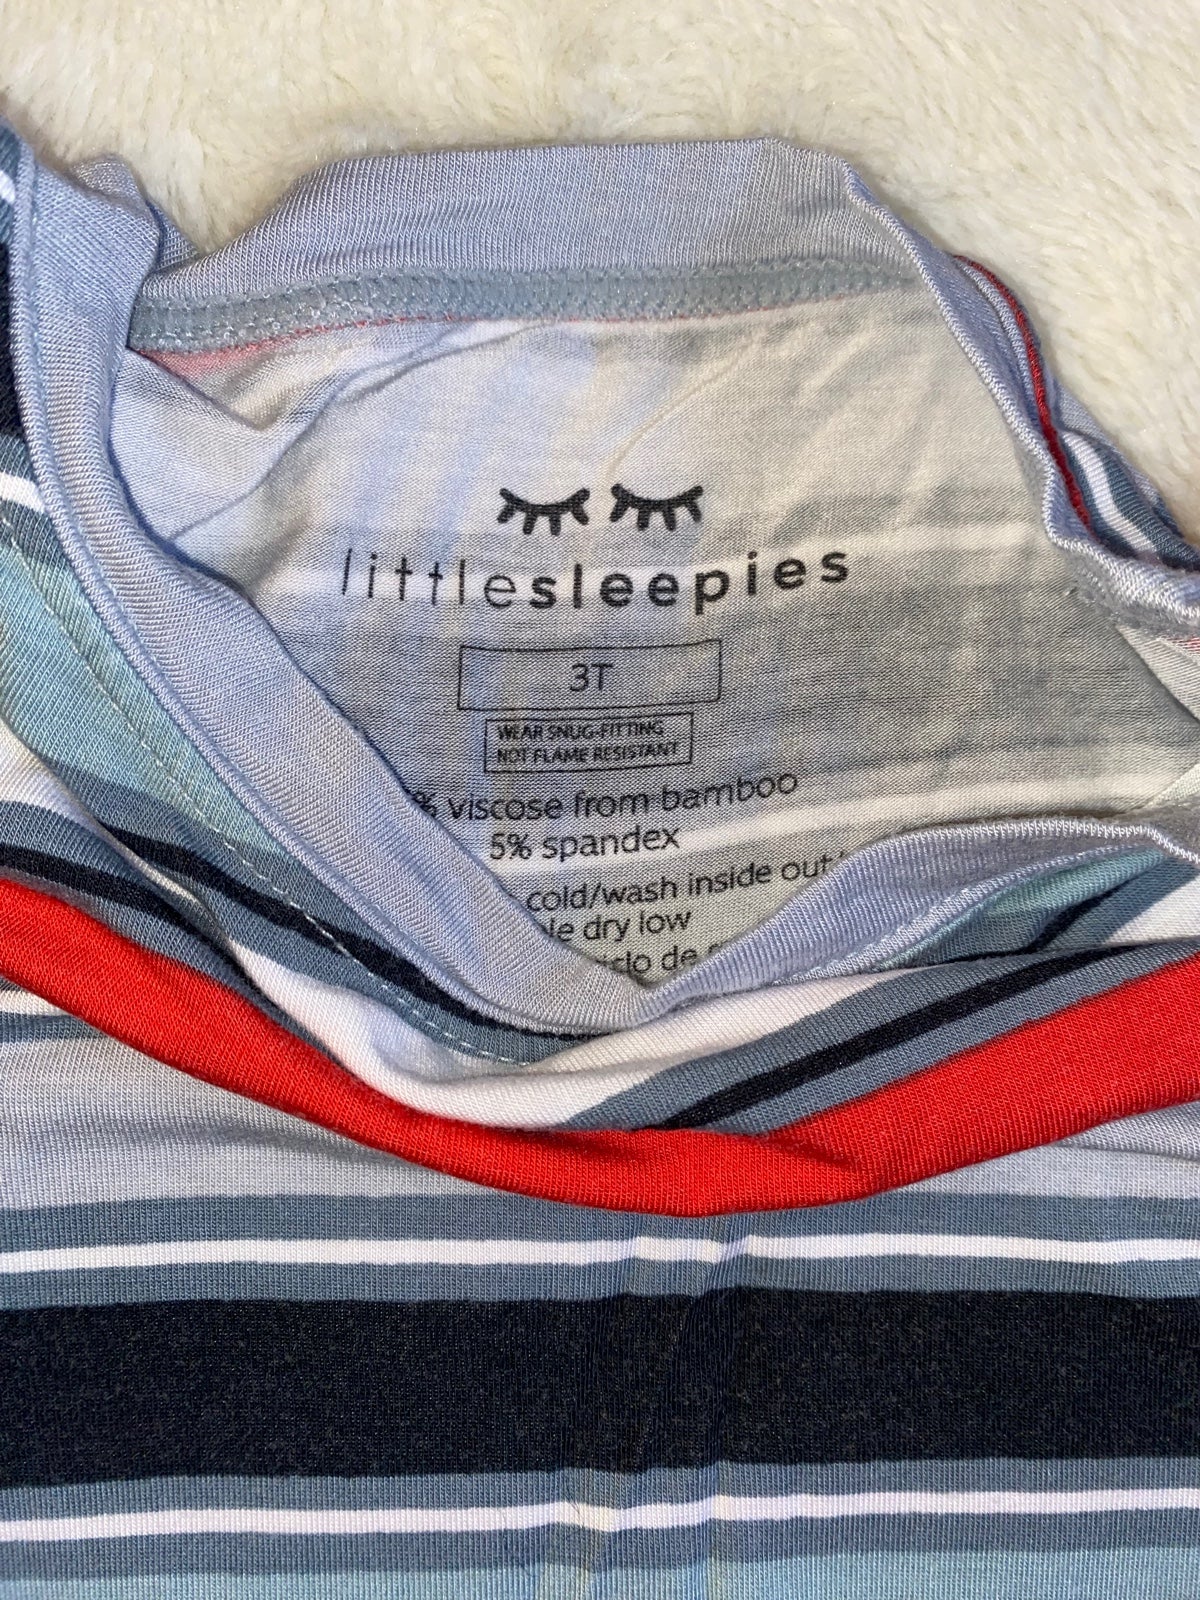 littlesleepies
3T
WEAR SNUG-FITTING
NOT FLAME RESISTANT
% viscose from bamboo
5% spandex
cold/wash inside out
dry low
de